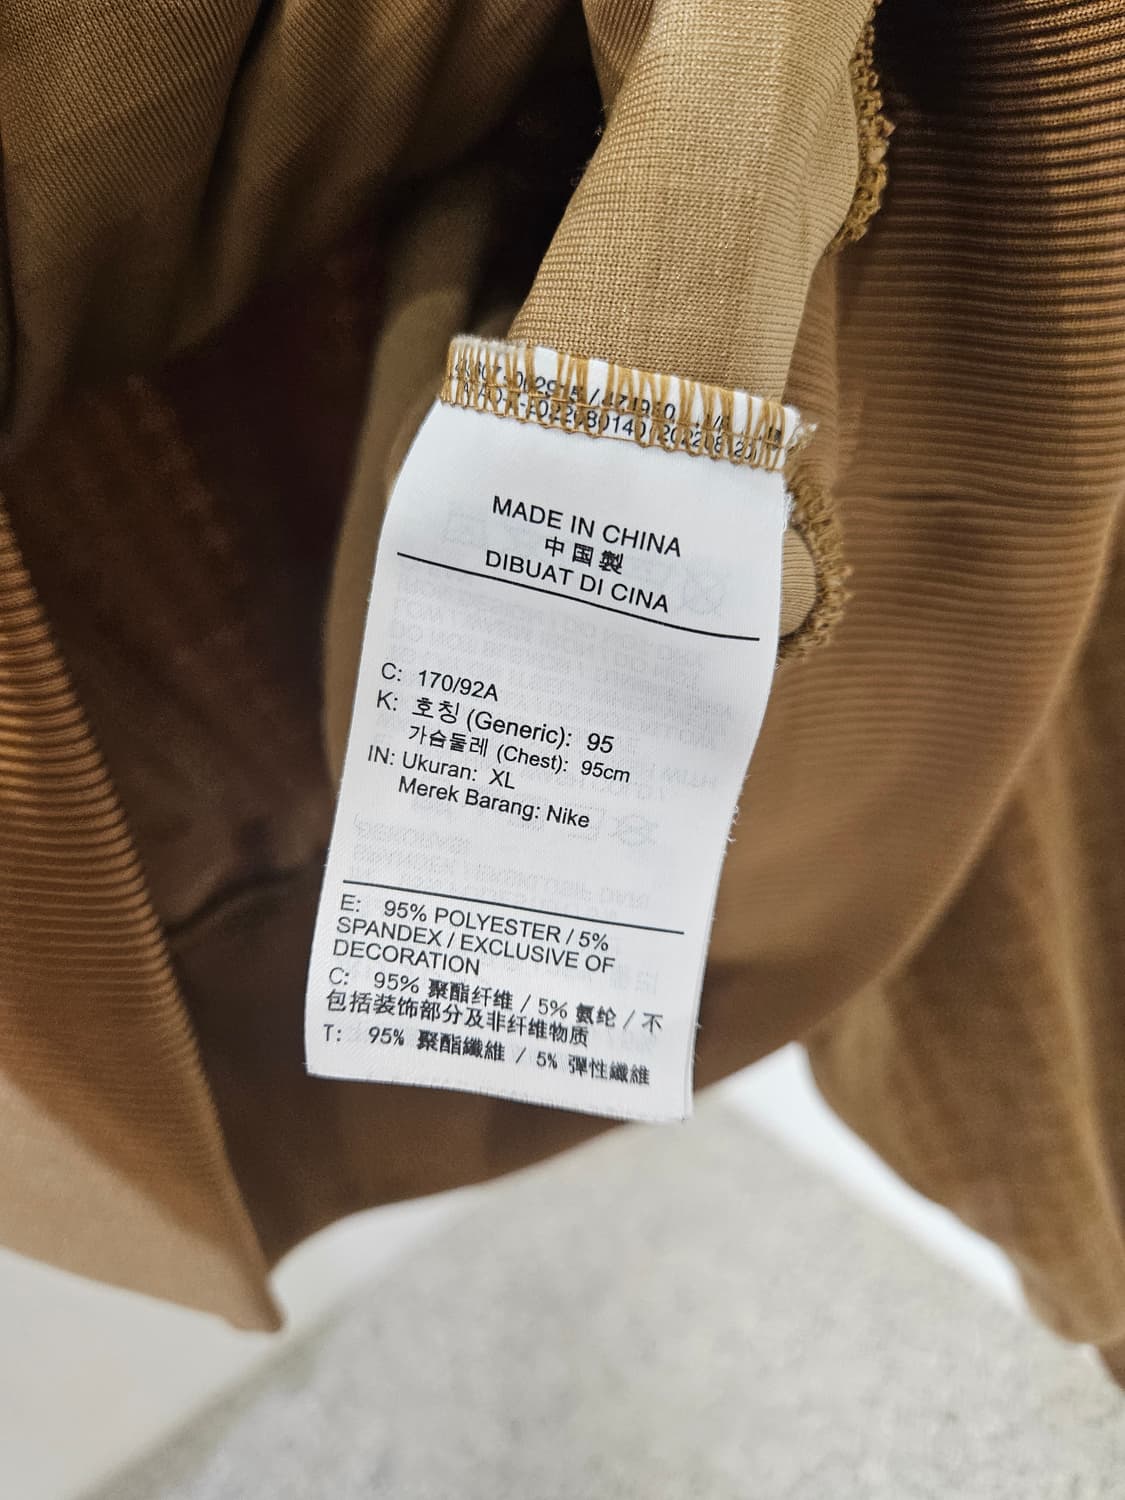 MADE IN CHINA
中国製
DIBUAT DI CINA
C: 170/92A
K: 호칭 (Generic): 95
가슴둘레 (Chest): 95cm
IN: Ukuran: XL
Merek Barang: Nike
E: 95% POLYESTER / 5%
SPANDEX / EXCLUSIVE OF
DECORATION
C: 95% 聚酯纤维 / 5% 氨纶 / 不
包括装饰部分及非纤维物质
T: 95% 聚酯纖維 / 5% 彈性纖維